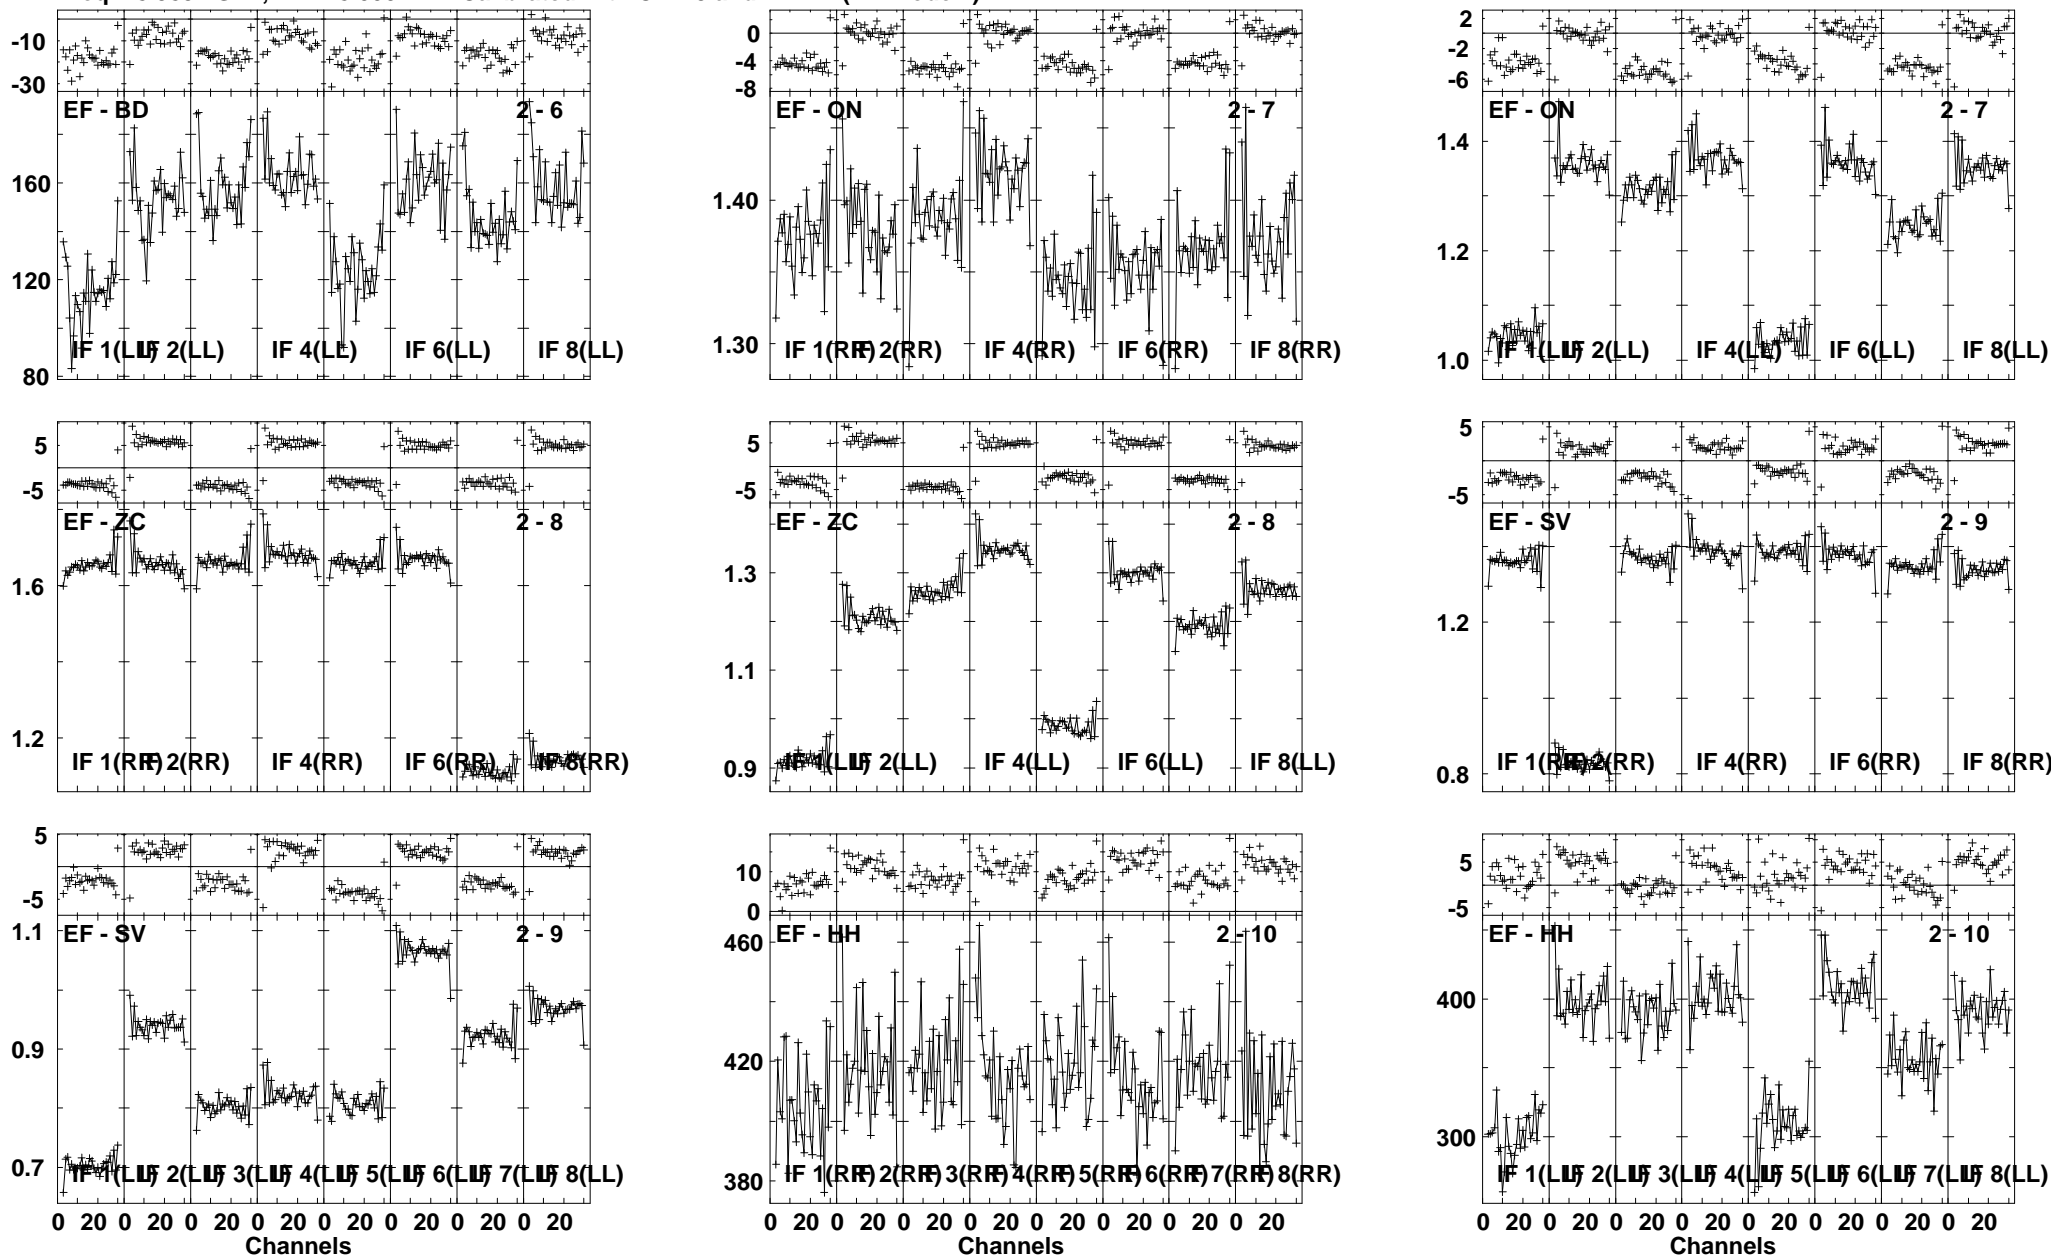 -10
-30
EF - BD 2 - 6
160
120
80
IF 1(LL) IF 2(LL) IF 4(LL) IF 6(LL) IF 8(LL)
0
-4
-8
EF - ON 2 - 7
1.40
1.30
IF 1(RR) IF 2(RR) IF 4(RR) IF 6(RR) IF 8(RR)
2
-2
-6
EF - ON 2 - 7
1.4
1.2
1.0
IF 1(LL) IF 2(LL) IF 4(LL) IF 6(LL) IF 8(LL)
5
-5
EF - ZC 2 - 8
1.6
1.2
IF 1(RR) IF 2(RR) IF 4(RR) IF 6(RR) IF 8(RR)
5
-5
EF - ZC 2 - 8
1.3
1.1
0.9
IF 1(LL) IF 2(LL) IF 4(LL) IF 6(LL) IF 8(LL)
5
-5
EF - SV 2 - 9
1.2
0.8
IF 1(RR) IF 2(RR) IF 4(RR) IF 6(RR) IF 8(RR)
5
-5
EF - SV 2 - 9
1.1
0.9
0.7
IF 1(LL) IF 2(LL) IF 3(LL) IF 4(LL) IF 5(LL) IF 6(LL) IF 7(LL) IF 8(LL)
0 20 0 20 0 20 0 20 0 20 0 20 0 20 0 20
Channels
10
0
EF - HH 2 - 10
460
420
380
IF 1(RR) IF 2(RR) IF 3(RR) IF 4(RR) IF 5(RR) IF 6(RR) IF 7(RR) IF 8(RR)
0 20 0 20 0 20 0 20 0 20 0 20 0 20 0 20
Channels
5
-5
EF - HH 2 - 10
400
300
IF 1(LL) IF 2(LL) IF 3(LL) IF 4(LL) IF 5(LL) IF 6(LL) IF 7(LL) IF 8(LL)
0 20 0 20 0 20 0 20 0 20 0 20 0 20 0 20
Channels